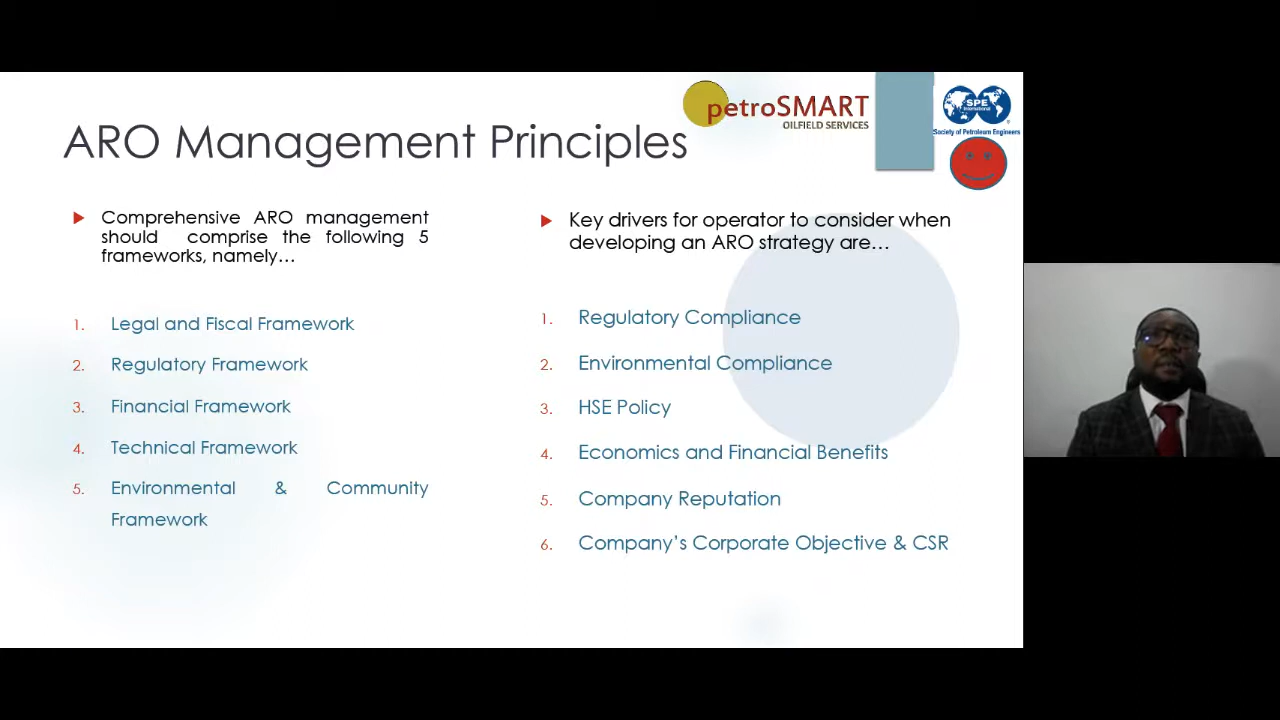 petroSMART
OILFIELD SERVICES
SPE
International
Society of Petroleum Engineers
ARO Management Principles
Comprehensive ARO management
should comprise the following 5
frameworks, namely…
1. Legal and Fiscal Framework
2. Regulatory Framework
3. Financial Framework
4. Technical Framework
5. Environmental & Community
Framework
Key drivers for operator to consider when
developing an ARO strategy are…
1. Regulatory Compliance
2. Environmental Compliance
3. HSE Policy
4. Economics and Financial Benefits
5. Company Reputation
6. Company’s Corporate Objective & CSR